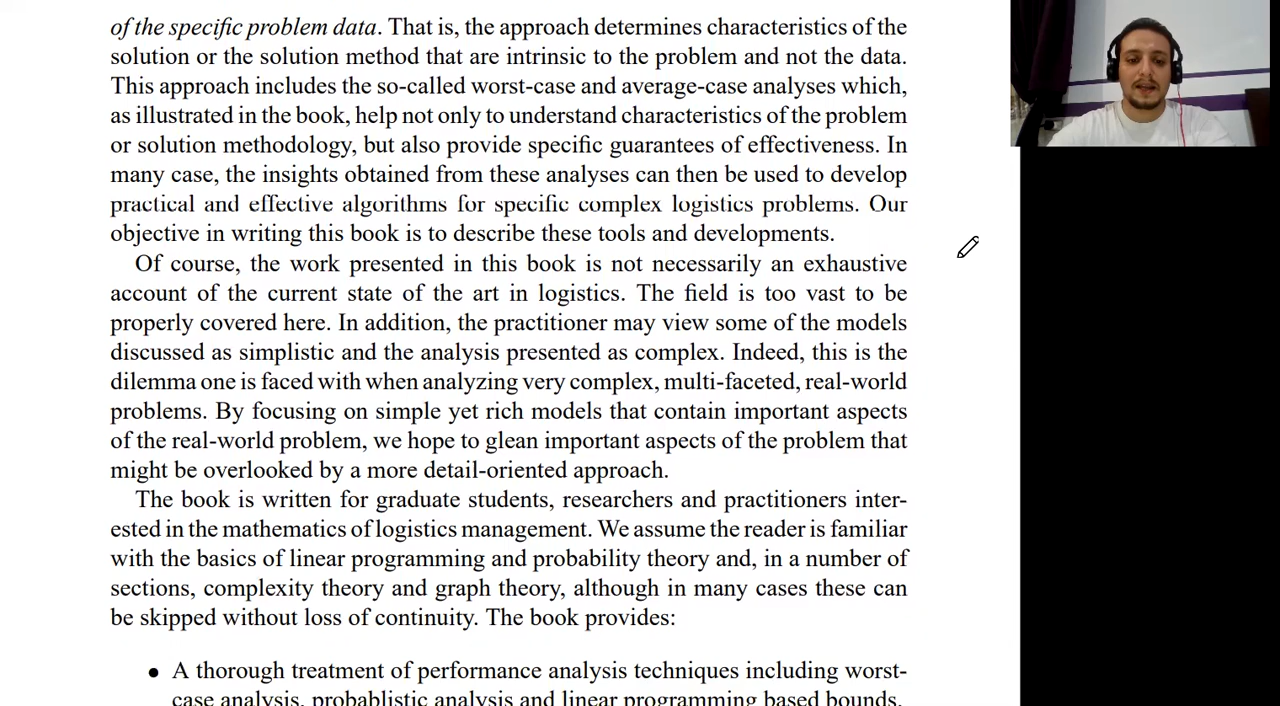 of the specific problem data. That is, the approach determines characteristics of the
solution or the solution method that are intrinsic to the problem and not the data.
This approach includes the so-called worst-case and average-case analyses which,
as illustrated in the book, help not only to understand characteristics of the problem
or solution methodology, but also provide specific guarantees of effectiveness. In
many case, the insights obtained from these analyses can then be used to develop
practical and effective algorithms for specific complex logistics problems. Our
objective in writing this book is to describe these tools and developments.
Of course, the work presented in this book is not necessarily an exhaustive
account of the current state of the art in logistics. The field is too vast to be
properly covered here. In addition, the practitioner may view some of the models
discussed as simplistic and the analysis presented as complex. Indeed, this is the
dilemma one is faced with when analyzing very complex, multi-faceted, real-world
problems. By focusing on simple yet rich models that contain important aspects
of the real-world problem, we hope to glean important aspects of the problem that
might be overlooked by a more detail-oriented approach.
The book is written for graduate students, researchers and practitioners inter-
ested in the mathematics of logistics management. We assume the reader is familiar
with the basics of linear programming and probability theory and, in a number of
sections, complexity theory and graph theory, although in many cases these can
be skipped without loss of continuity. The book provides:
• A thorough treatment of performance analysis techniques including worst-
case analysis, probablistic analysis and linear programming based bounds.